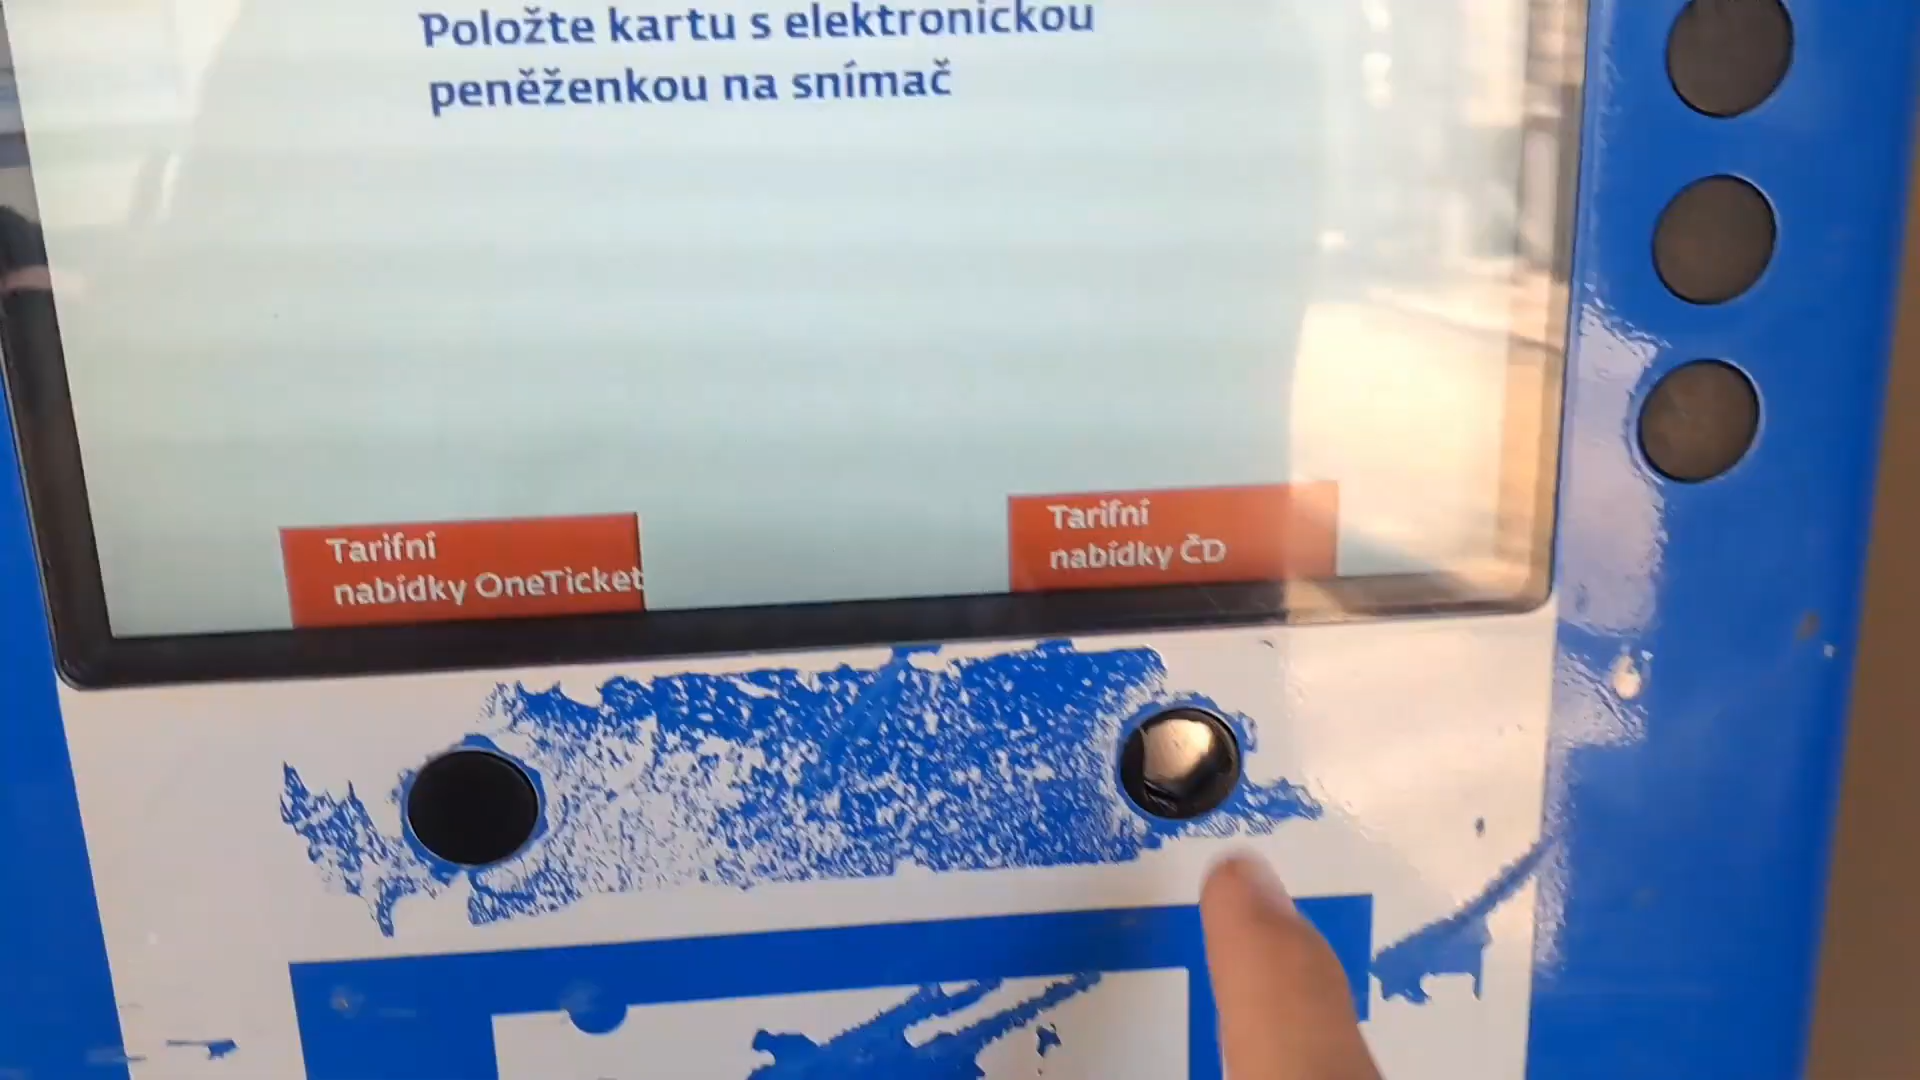 Položte kartu s elektronickou
peněženkou na snímač
Tarifní
nabídky OneTicket
Tarifní
nabídky ČD